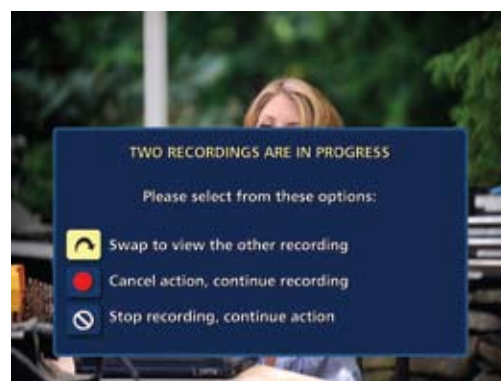 TWO RECORDINGS ARE IN PROGRESS
Please select from these options:
Swap to view the other recording
Cancel action, continue recording
Stop recording, continue action